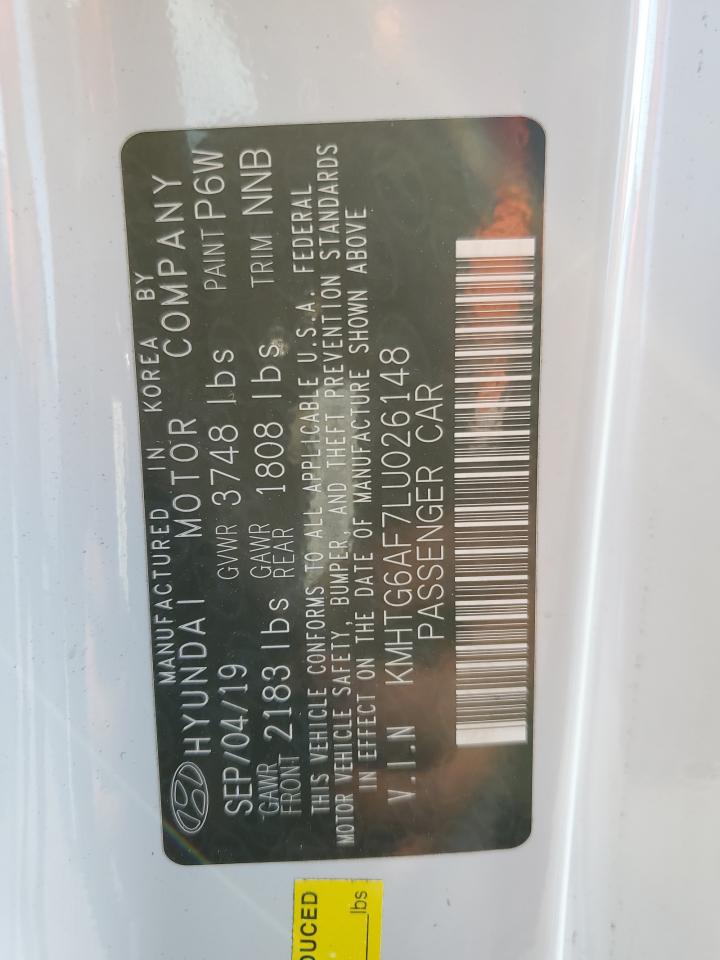 MANUFACTURED IN KOREA BY
HYUNDAI MOTOR COMPANY
SEP/04/19 GVWR 3748 lbs PAINT P6W
GAWR FRONT 2183 lbs GAWR REAR 1808 lbs TRIM NNB
THIS VEHICLE CONFORMS TO ALL APPLICABLE U.S.A. FEDERAL
MOTOR VEHICLE SAFETY, BUMPER, AND THEFT PREVENTION STANDARDS
IN EFFECT ON THE DATE OF MANUFACTURE SHOWN ABOVE
V.I.N KMHTG6AF7LU026148
PASSENGER CAR
DUCED
lbs